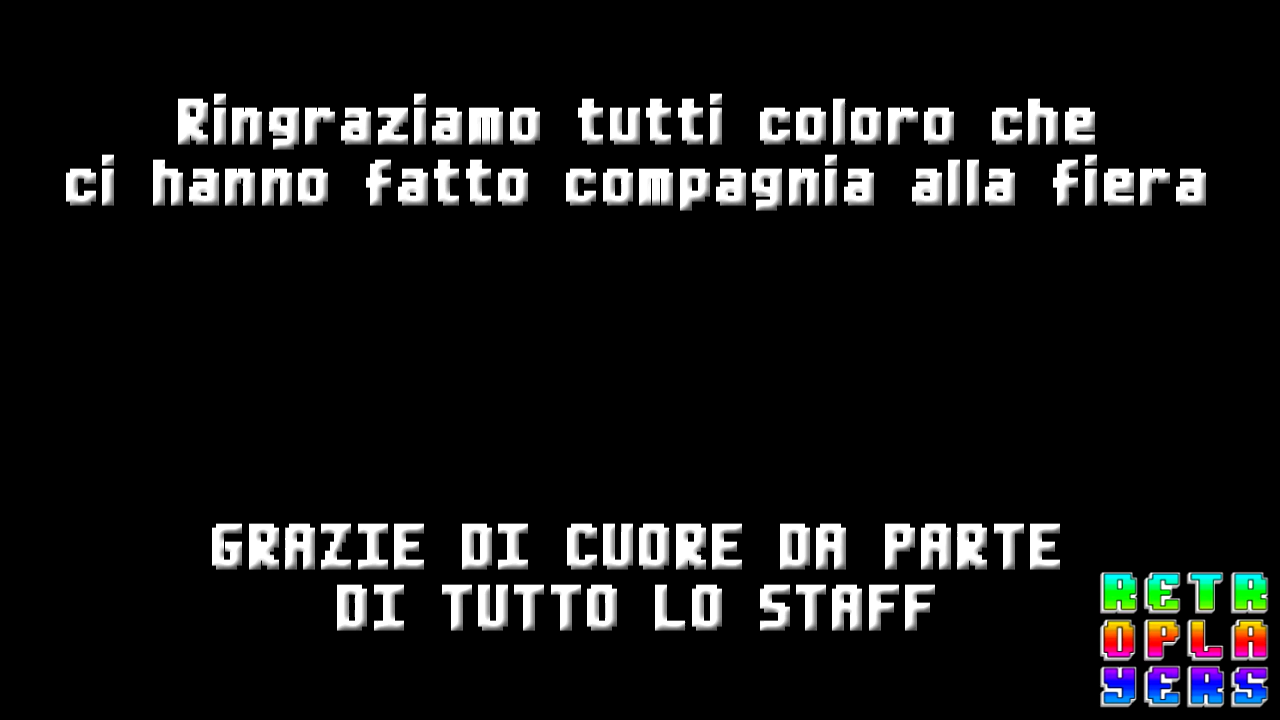 Ringraziamo tutti coloro che
ci hanno fatto compagnia alla fiera
GRAZIE DI CUORE DA PARTE
DI TUTTO LO STAFF
RETR
OPLA
YERS